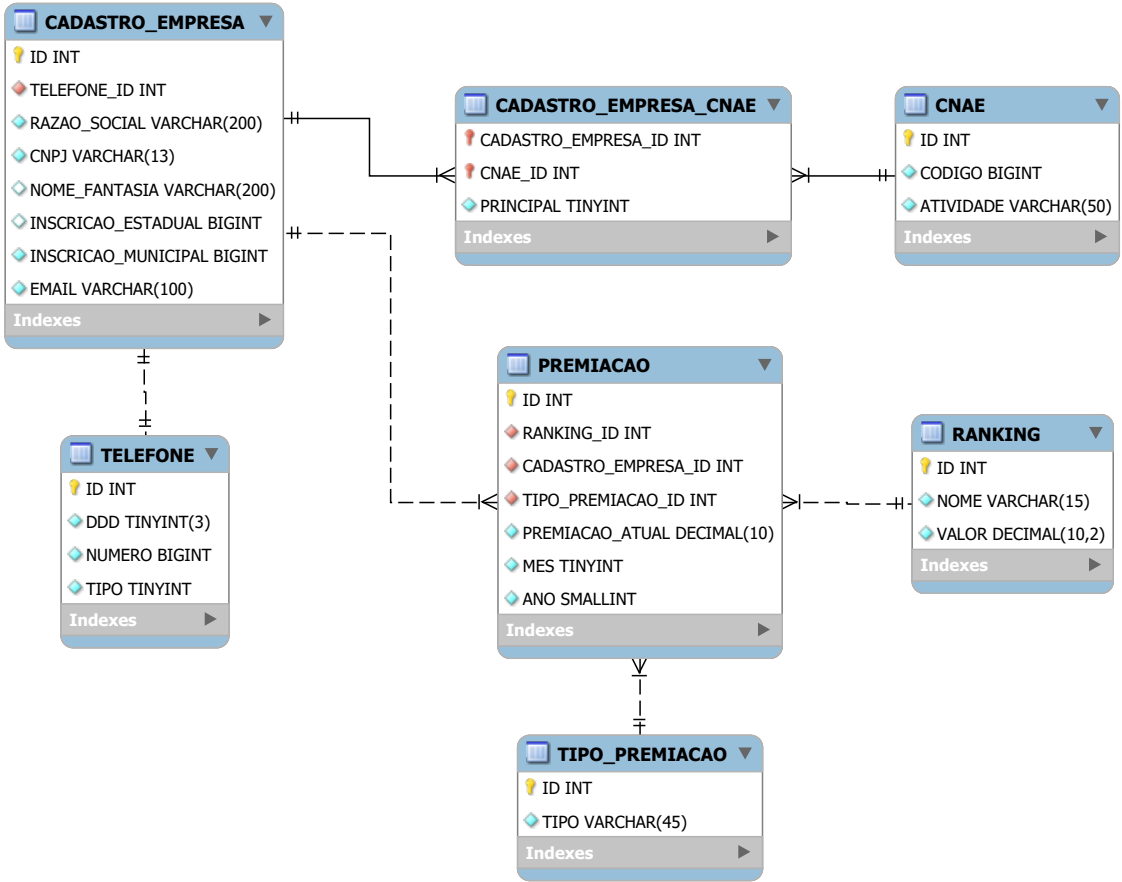 CADASTRO_EMPRESA
ID INT
TELEFONE_ID INT
RAZAO_SOCIAL VARCHAR(200)
CNPJ VARCHAR(13)
NOME_FANTASIA VARCHAR(200)
INSCRICAO_ESTADUAL BIGINT
INSCRICAO_MUNICIPAL BIGINT
EMAIL VARCHAR(100)
Indexes
CADASTRO_EMPRESA_CNAE
CADASTRO_EMPRESA_ID INT
CNAE_ID INT
PRINCIPAL TINYINT
Indexes
CNAE
ID INT
CODIGO BIGINT
ATIVIDADE VARCHAR(50)
Indexes
TELEFONE
ID INT
DDD TINYINT(3)
NUMERO BIGINT
TIPO TINYINT
Indexes
PREMIACAO
ID INT
RANKING_ID INT
CADASTRO_EMPRESA_ID INT
TIPO_PREMIACAO_ID INT
PREMIACAO_ATUAL DECIMAL(10)
MES TINYINT
ANO SMALLINT
Indexes
RANKING
ID INT
NOME VARCHAR(15)
VALOR DECIMAL(10,2)
Indexes
TIPO_PREMIACAO
ID INT
TIPO VARCHAR(45)
Indexes